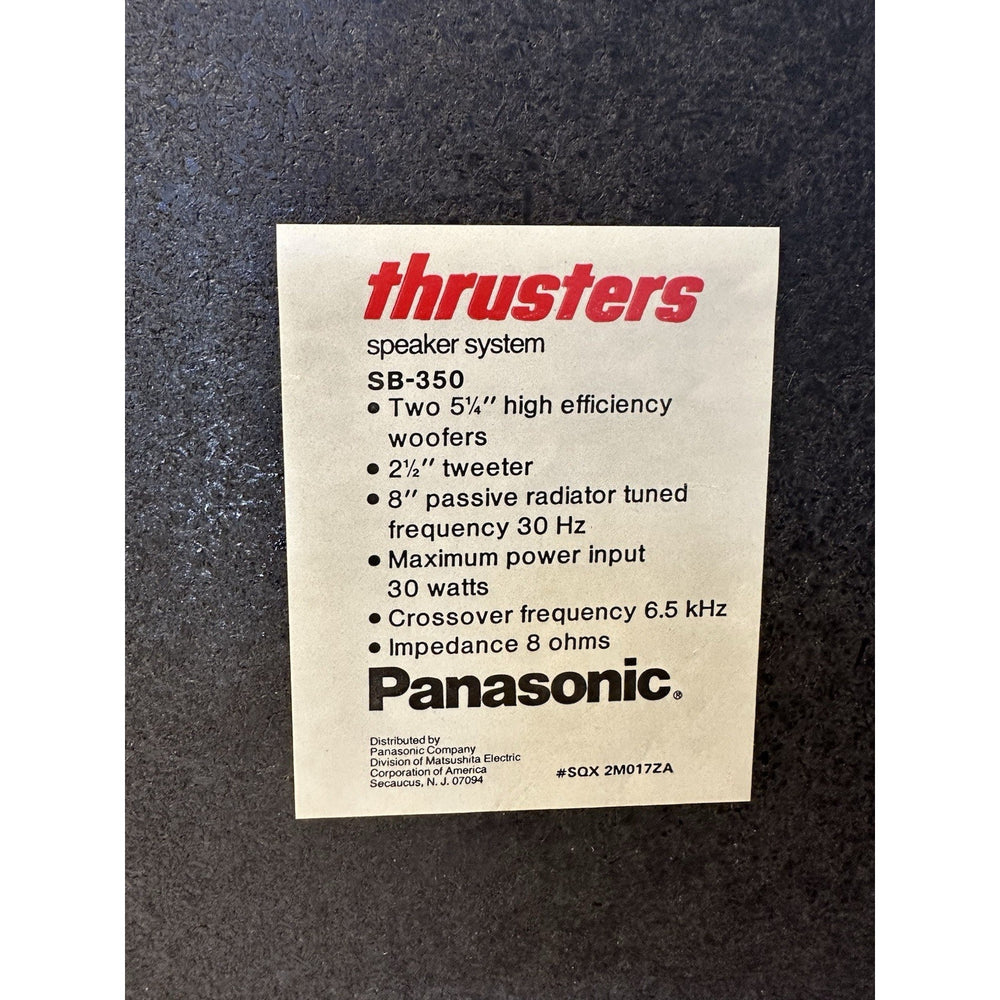 thrusters
speaker system
SB-350
• Two 5¼″ high efficiency
woofers
• 2½″ tweeter
• 8″ passive radiator tuned
frequency 30 Hz
• Maximum power input
30 watts
• Crossover frequency 6.5 kHz
• Impedance 8 ohms
Panasonic®
Distributed by
Panasonic Company
Division of Matsushita Electric
Corporation of America
Secaucus, N. J. 07094
#SQX 2M017ZA